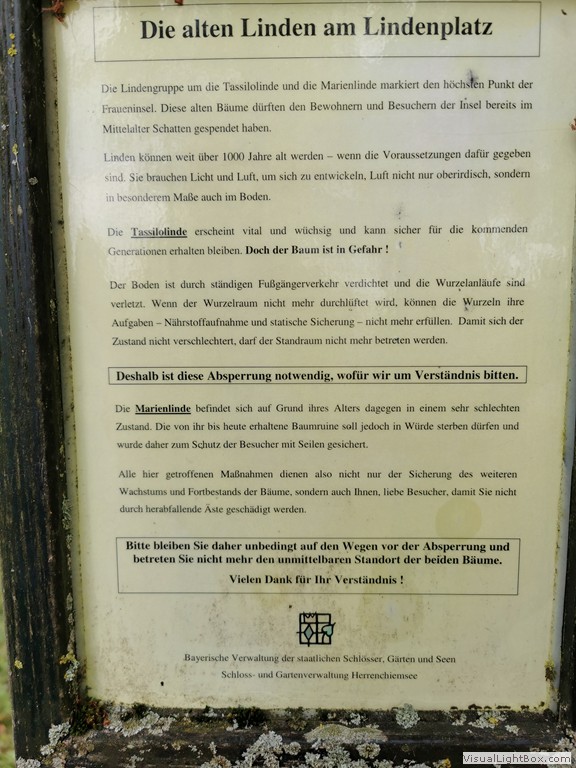 Die alten Linden am Lindenplatz
Die Lindengruppe um die Tassilolinde und die Marienlinde markiert den höchsten Punkt der
Fraueninsel. Diese alten Bäume dürften den Bewohnern und Besuchern der Insel bereits im
Mittelalter Schatten gespendet haben.
Linden können weit über 1000 Jahre alt werden – wenn die Voraussetzungen dafür gegeben
sind. Sie brauchen Licht und Luft, um sich zu entwickeln, Luft nicht nur oberirdisch, sondern
in besonderem Maße auch im Boden.
Die Tassilolinde erscheint vital und wüchsig und kann sicher für die kommenden
Generationen erhalten bleiben. Doch der Baum ist in Gefahr !
Der Boden ist durch ständigen Fußgängerverkehr verdichtet und die Wurzelanläufe sind
verletzt. Wenn der Wurzelraum nicht mehr durchlüftet wird, können die Wurzeln ihre
Aufgaben – Nährstoffaufnahme und statische Sicherung – nicht mehr erfüllen. Damit sich der
Zustand nicht verschlechtert, darf der Standraum nicht mehr betreten werden.
Deshalb ist diese Absperrung notwendig, wofür wir um Verständnis bitten.
Die Marienlinde befindet sich auf Grund ihres Alters dagegen in einem sehr schlechten
Zustand. Die von ihr bis heute erhaltene Baumruine soll jedoch in Würde sterben dürfen und
wurde daher zum Schutz der Besucher mit Seilen gesichert.
Alle hier getroffenen Maßnahmen dienen also nicht nur der Sicherung des weiteren
Wachstums und Fortbestands der Bäume, sondern auch Ihnen, liebe Besucher, damit Sie nicht
durch herabfallende Äste geschädigt werden.
Bitte bleiben Sie daher unbedingt auf den Wegen vor der Absperrung und
betreten Sie nicht mehr den unmittelbaren Standort der beiden Bäume.
Vielen Dank für Ihr Verständnis !
Bayerische Verwaltung der staatlichen Schlösser, Gärten und Seen
Schloss- und Gartenverwaltung Herrenchiemsee
VisualLightBox.com